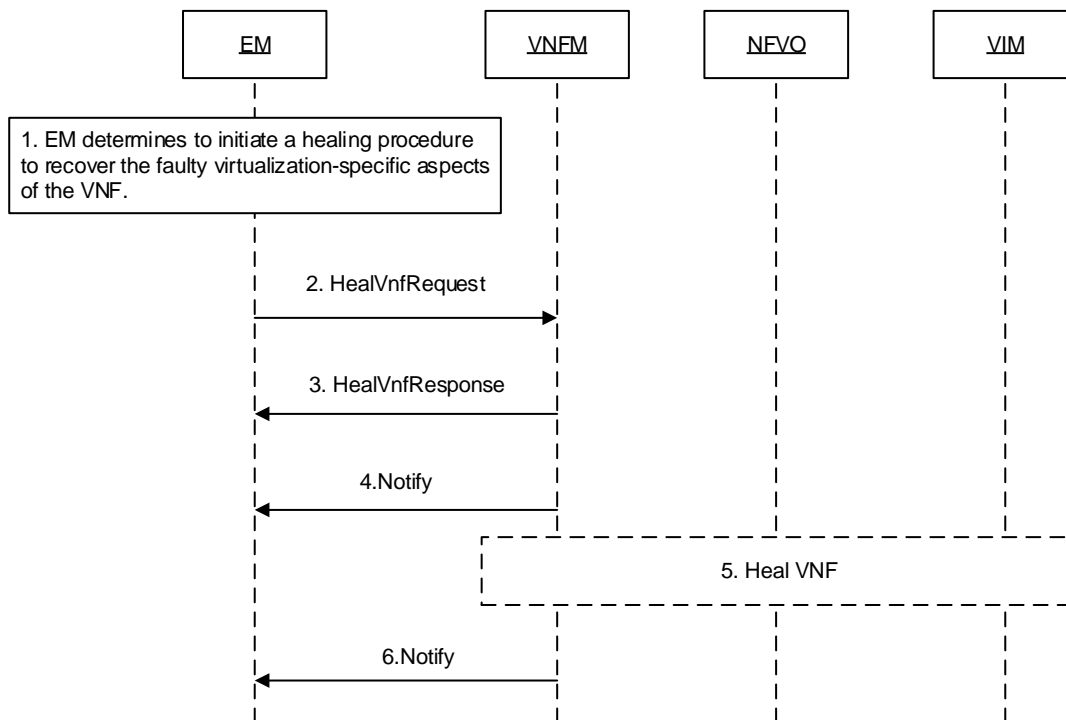 EM
VNFM
NFVO
VIM
1. EM determines to initiate a healing procedure
to recover the faulty virtualization-specific aspects
of the VNF.
2. HealVnfRequest
3. HealVnfResponse
4.Notify
5. Heal VNF
6.Notify